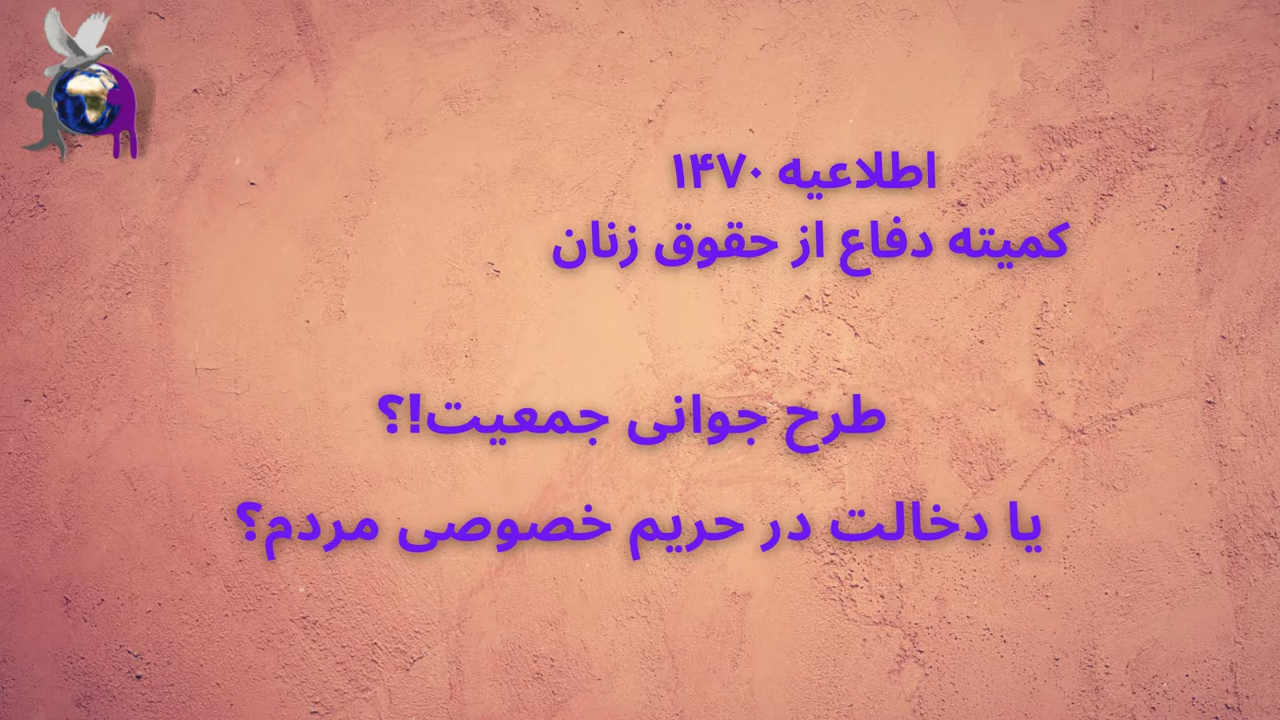 اطلاعیه ۱۴۷۰
کمیته دفاع از حقوق زنان
طرح جوانی جمعیت!؟
یا دخالت در حریم خصوصی مردم؟